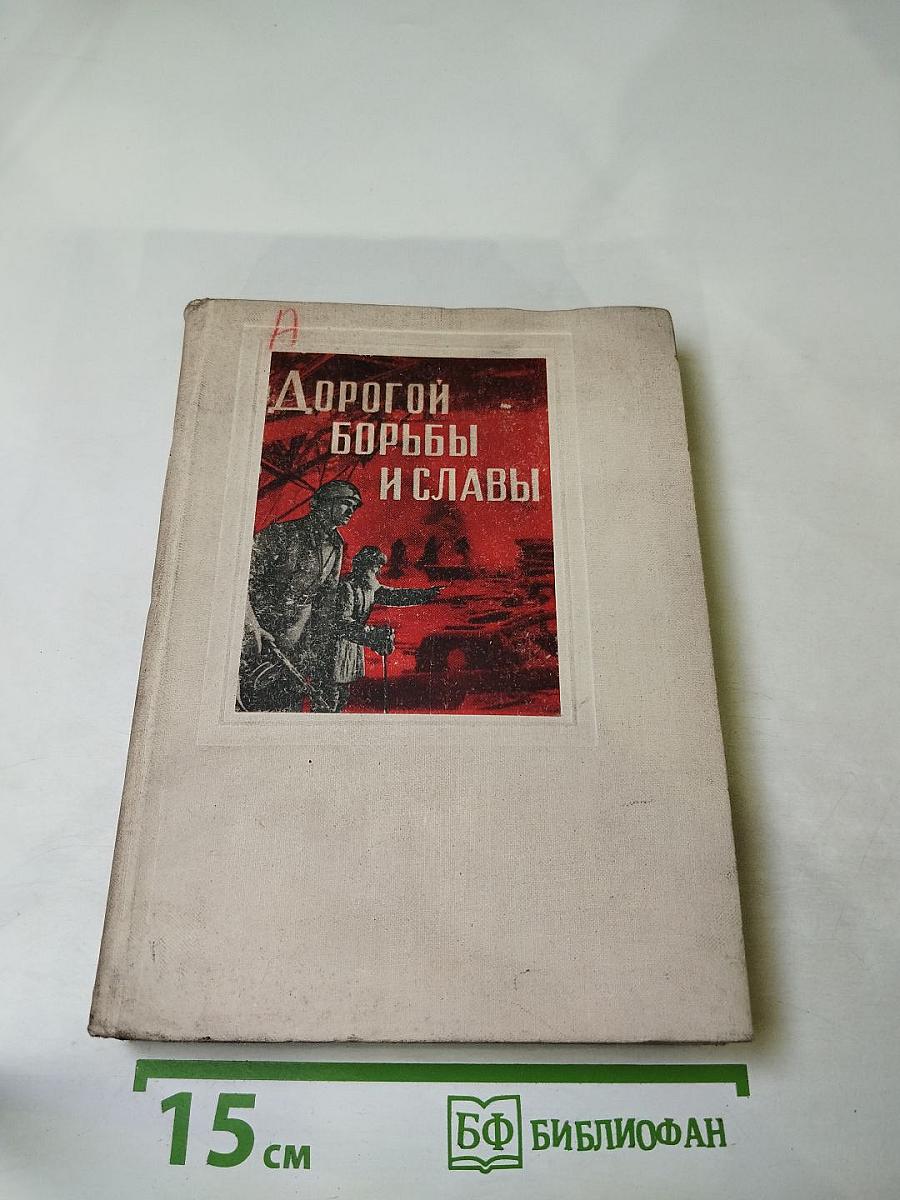 А
ДОРОГОЙ
БОРЬБЫ
И СЛАВЫ
15 см
БФ БИБЛИОФАН